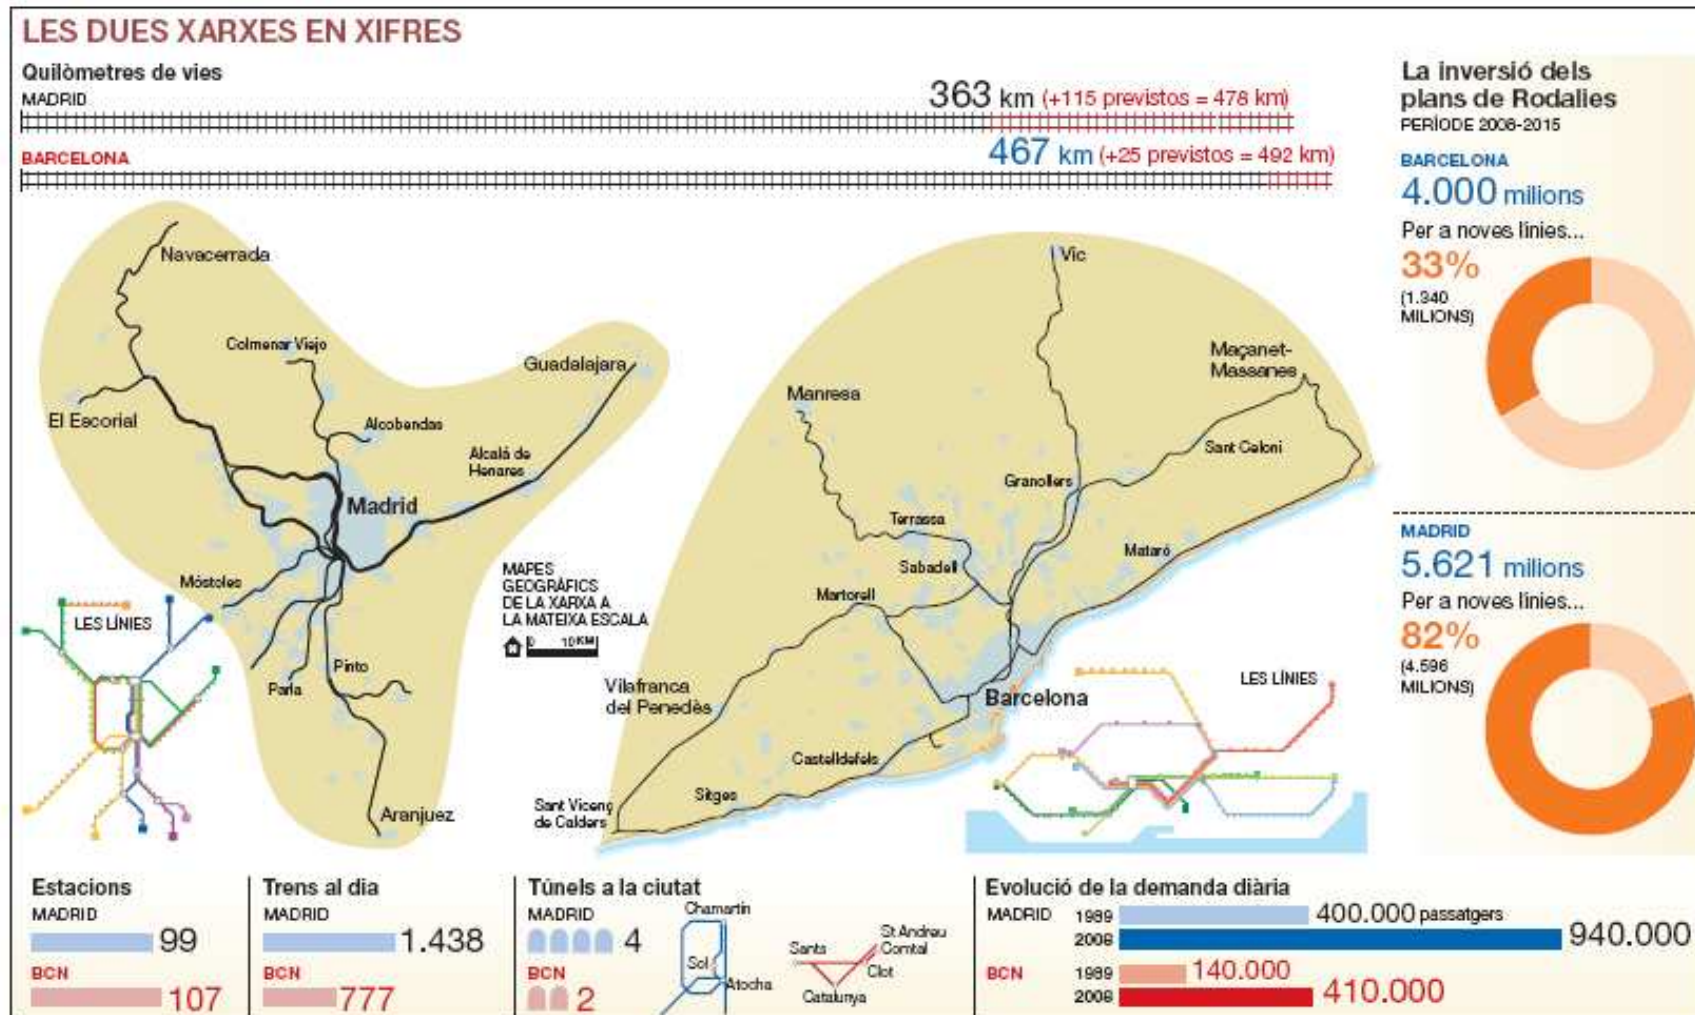 LES DUES XARXES EN XIFRES
Quilòmetres de vies
MADRID
363 km (+115 previstos = 478 km)
BARCELONA
467 km (+25 previstos = 492 km)
Navacerrada
Colmenar Viejo
Guadalajara
El Escorial
Alcobendas
Alcalá de
Henares
Madrid
Móstoles
LES LÍNIES
Parla
Pinto
Aranjuez
MAPES
GEOGRÀFICS
DE LA XARXA A
LA MATEIXA ESCALA
N 0 10 KM
Vic
Maçanet-
Massanes
Manresa
Sant Celoni
Granollers
Terrassa
Sabadell
Mataró
Martorell
Vilafranca
del Penedès
Barcelona
Castelldefels
Sitges
Sant Vicenç
de Calders
LES LÍNIES
La inversió dels
plans de Rodalies
PERÍODE 2008-2015
BARCELONA
4.000 milions
Per a noves línies...
33%
(1.340
MILIONS)
MADRID
5.621 milions
Per a noves línies...
82%
(4.596
MILIONS)
Estacions
MADRID
99
BCN
107
Trens al dia
MADRID
1.438
BCN
777
Túnels a la ciutat
MADRID
4
BCN
2
Chamartín
Sol
Atocha
Sants
St Andreu
Comtal
Clot
Catalunya
Evolució de la demanda diària
MADRID 1989 400.000 passatgers
2008 940.000
BCN 1989 140.000
2008 410.000